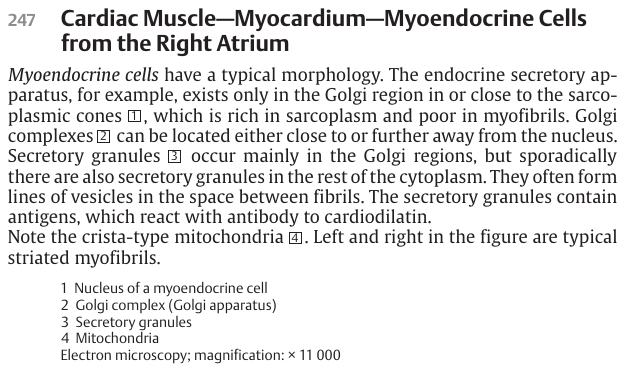 247 Cardiac Muscle—Myocardium—Myoendocrine Cells
from the Right Atrium
Myoendocrine cells have a typical morphology. The endocrine secretory ap-
paratus, for example, exists only in the Golgi region in or close to the sarco-
plasmic cones 1, which is rich in sarcoplasm and poor in myofibrils. Golgi
complexes 2 can be located either close to or further away from the nucleus.
Secretory granules 3 occur mainly in the Golgi regions, but sporadically
there are also secretory granules in the rest of the cytoplasm. They often form
lines of vesicles in the space between fibrils. The secretory granules contain
antigens, which react with antibody to cardiodilatin.
Note the crista-type mitochondria 4. Left and right in the figure are typical
striated myofibrils.
1 Nucleus of a myoendocrine cell
2 Golgi complex (Golgi apparatus)
3 Secretory granules
4 Mitochondria
Electron microscopy; magnification: × 11 000